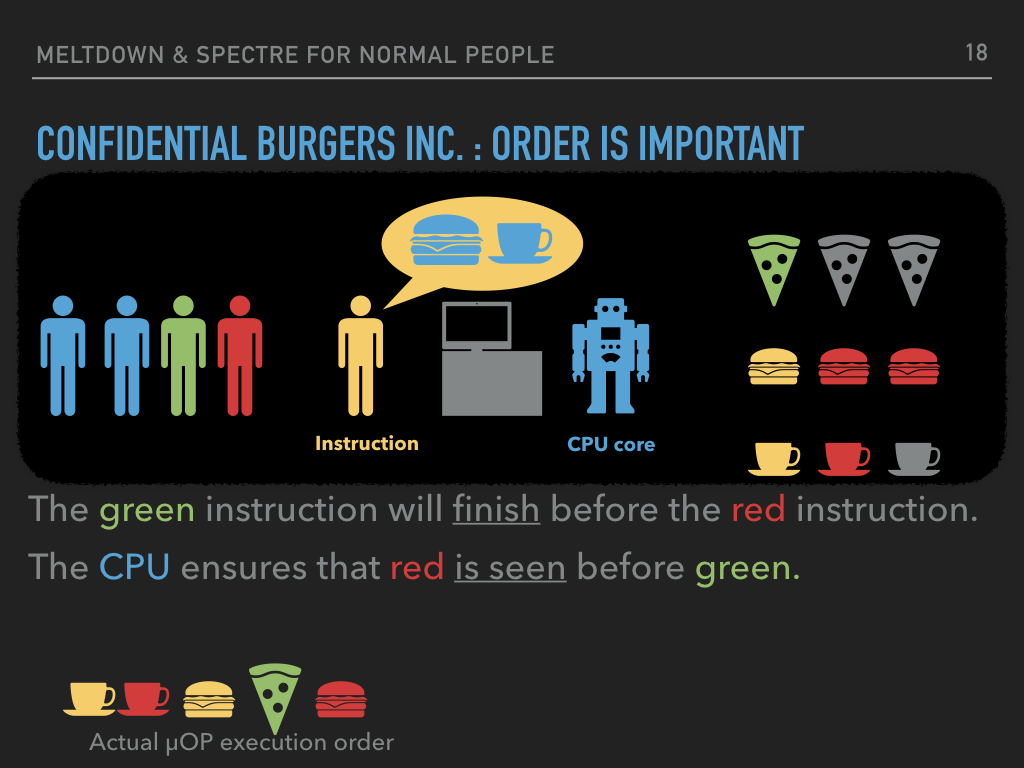 MELTDOWN & SPECTRE FOR NORMAL PEOPLE
18
CONFIDENTIAL BURGERS INC. : ORDER IS IMPORTANT
Instruction
CPU core
The green instruction will finish before the red instruction.
The CPU ensures that red is seen before green.
Actual µOP execution order